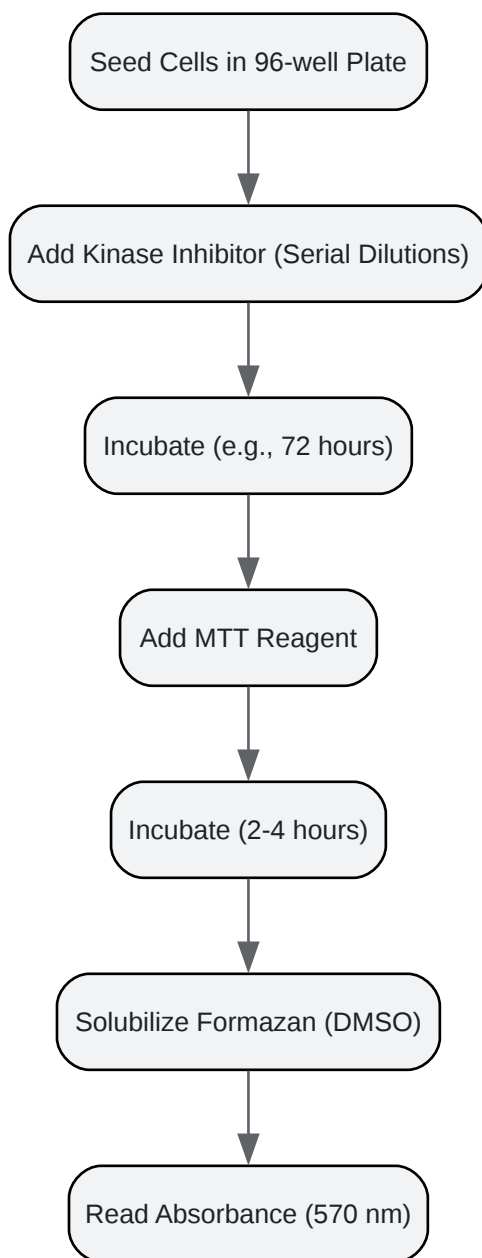 Seed Cells in 96-well Plate
Add Kinase Inhibitor (Serial Dilutions)
Incubate (e.g., 72 hours)
Add MTT Reagent
Incubate (2-4 hours)
Solubilize Formazan (DMSO)
Read Absorbance (570 nm)